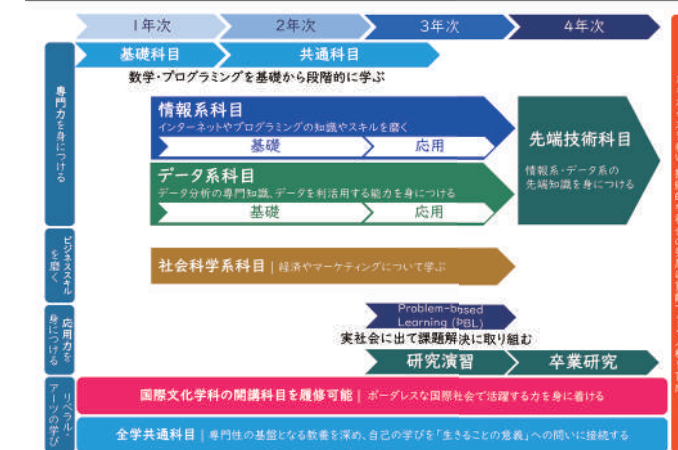 1年次
2年次
3年次
4年次
専門力を身につける
基礎科目
共通科目
数学・プログラミングを基礎から段階的に学ぶ
情報系科目
インターネットやプログラミングの知識やスキルを磨く
基礎
応用
データ系科目
データ分析の専門知識、データを利活用する能力を身につける
基礎
応用
先端技術科目
情報系・データ系の
先端知識を身につける
ビジネススキル
を磨く
社会科学系科目 | 経済やマーケティングについて学ぶ
応用力を
身につける
Problem-based
Learning (PBL)
実社会に出て課題解決に取り組む
研究演習
卒業研究
リベラル・
アーツの学び
国際文化学科の開講科目を履修可能 | ボーダレスな国際社会で活躍する力を身に着ける
全学共通科目 | 専門性の基盤となる教養を深め、自己の学びを「生きることの意義」への問いに接続する